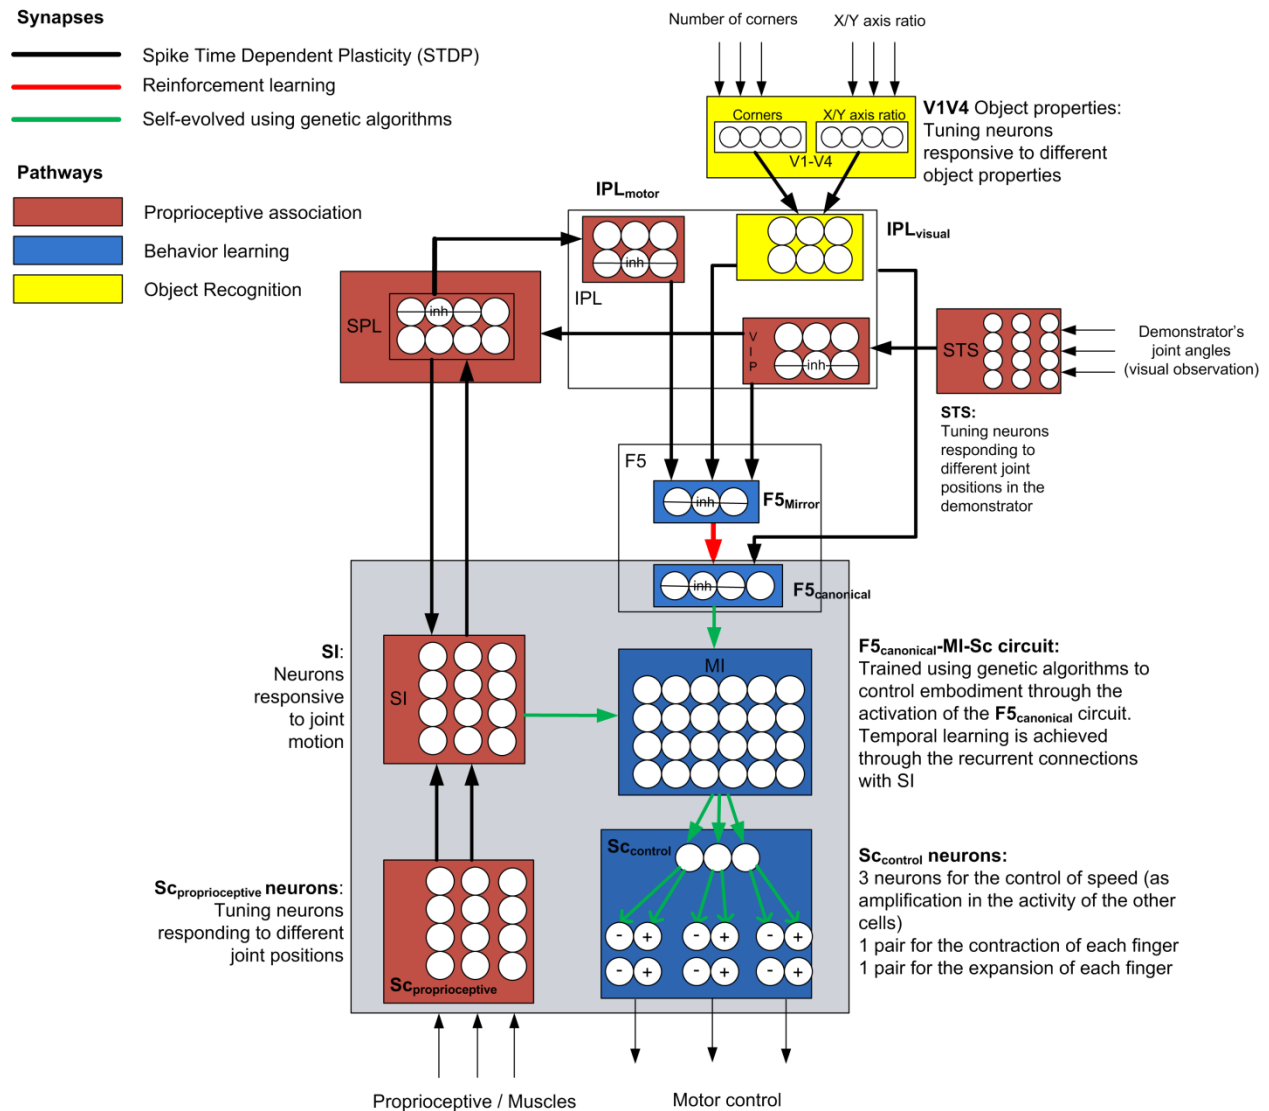 Synapses
Spike Time Dependent Plasticity (STDP)
Reinforcement learning
Self-evolved using genetic algorithms
Pathways
Proprioceptive association
Behavior learning
Object Recognition
Number of corners
X/Y axis ratio
Corners
X/Y axis ratio
V1-V4
V1V4 Object properties:
Tuning neurons
responsive to different
object properties
IPLmotor
inh
IPL
IPLvisual
SPL
inh
V
I
P
inh
STS
Demonstrator's
joint angles
(visual observation)
STS:
Tuning neurons
responding to
different joint
positions in the
demonstrator
F5
inh
F5Mirror
inh
F5canonical
SI:
Neurons
responsive
to joint
motion
SI
MI
F5canonical-MI-Sc circuit:
Trained using genetic algorithms to
control embodiment through the
activation of the F5canonical circuit.
Temporal learning is achieved
through the recurrent connections
with SI
Scproprioceptive neurons:
Tuning neurons
responding to different
joint positions
Scproprioceptive
Sccontrol
- + - + - +
- + - + - +
Sccontrol neurons:
3 neurons for the control of speed (as
amplification in the activity of the other
cells)
1 pair for the contraction of each finger
1 pair for the expansion of each finger
Proprioceptive / Muscles
Motor control